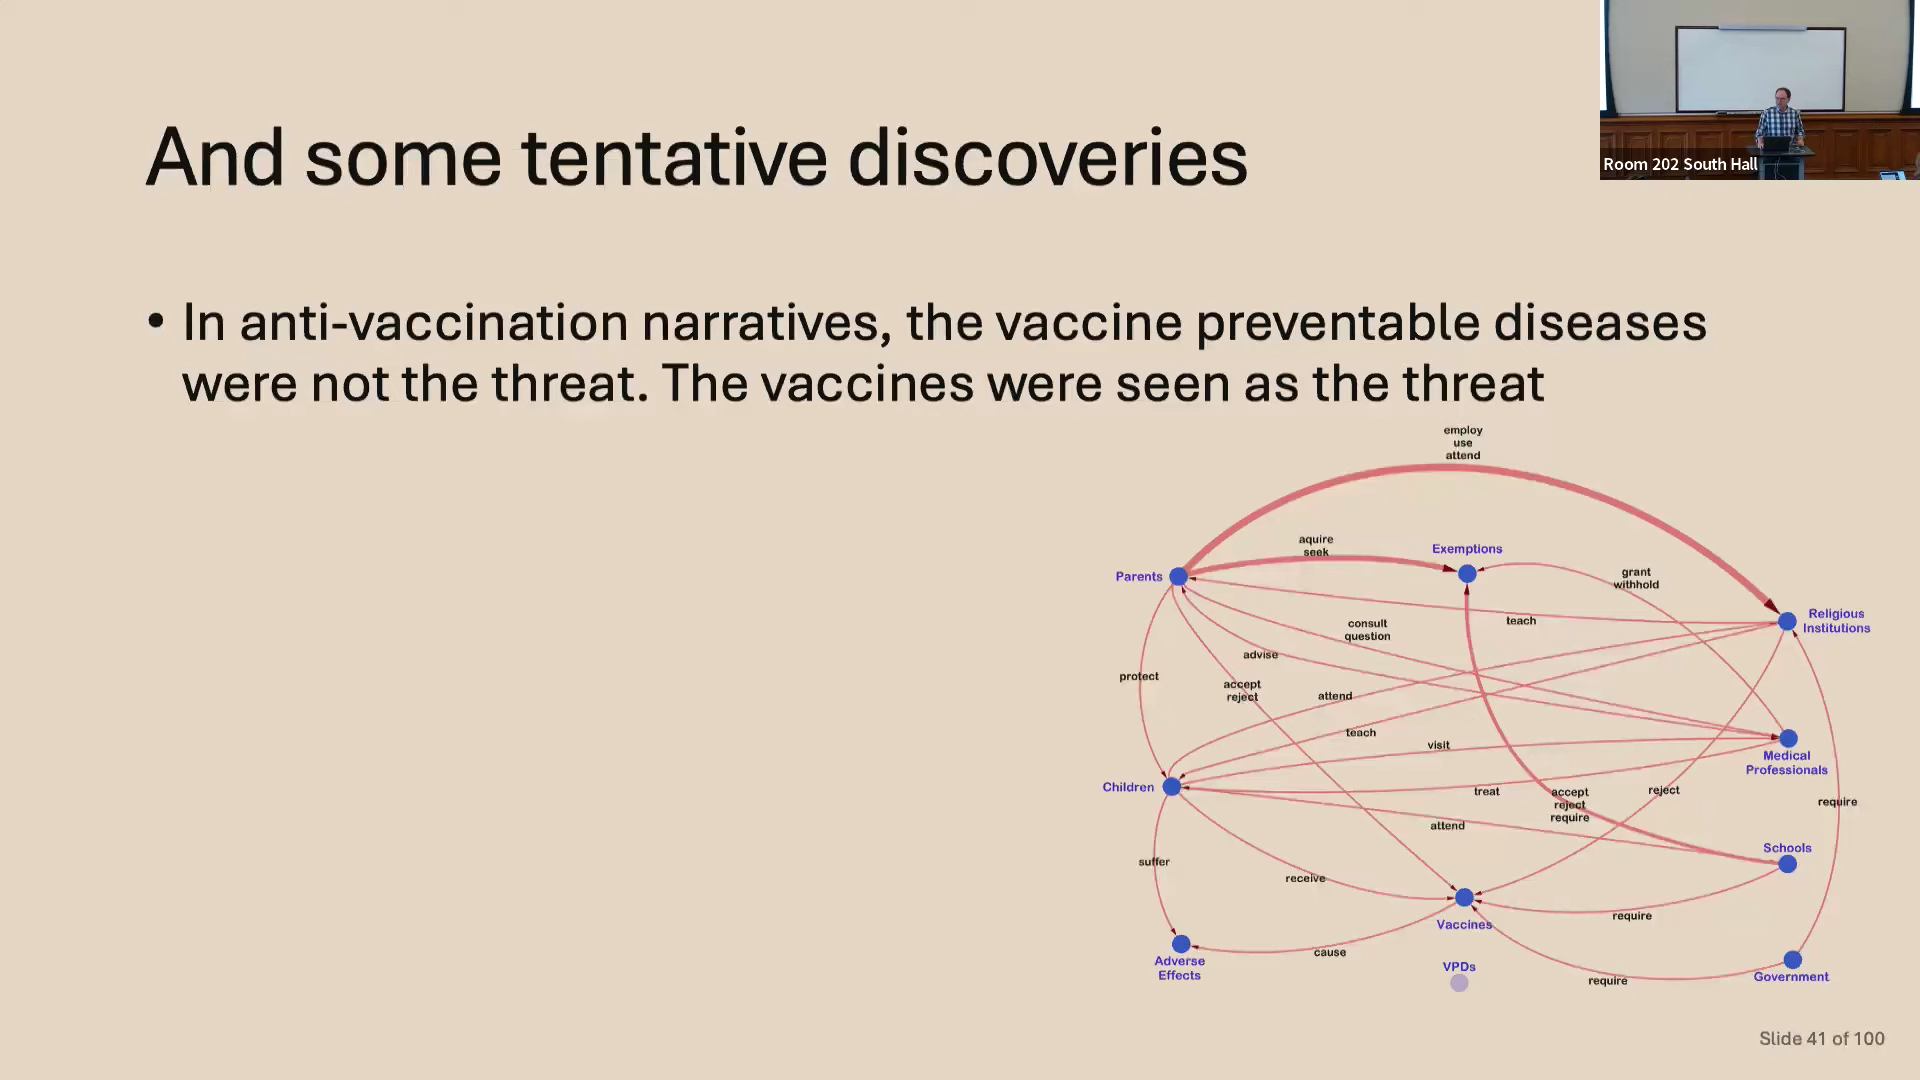 Room 202 South Hall
And some tentative discoveries
• In anti-vaccination narratives, the vaccine preventable diseases
were not the threat. The vaccines were seen as the threat
employ
use
attend
aquire
seek
Exemptions
grant
withhold
Parents
Religious
Institutions
teach
consult
question
advise
protect
accept
reject
attend
teach
visit
Medical
Professionals
Children
treat
accept
reject
require
reject
require
attend
Schools
suffer
receive
Vaccines
require
cause
Adverse
Effects
VPDs
require
Government
Slide 41 of 100